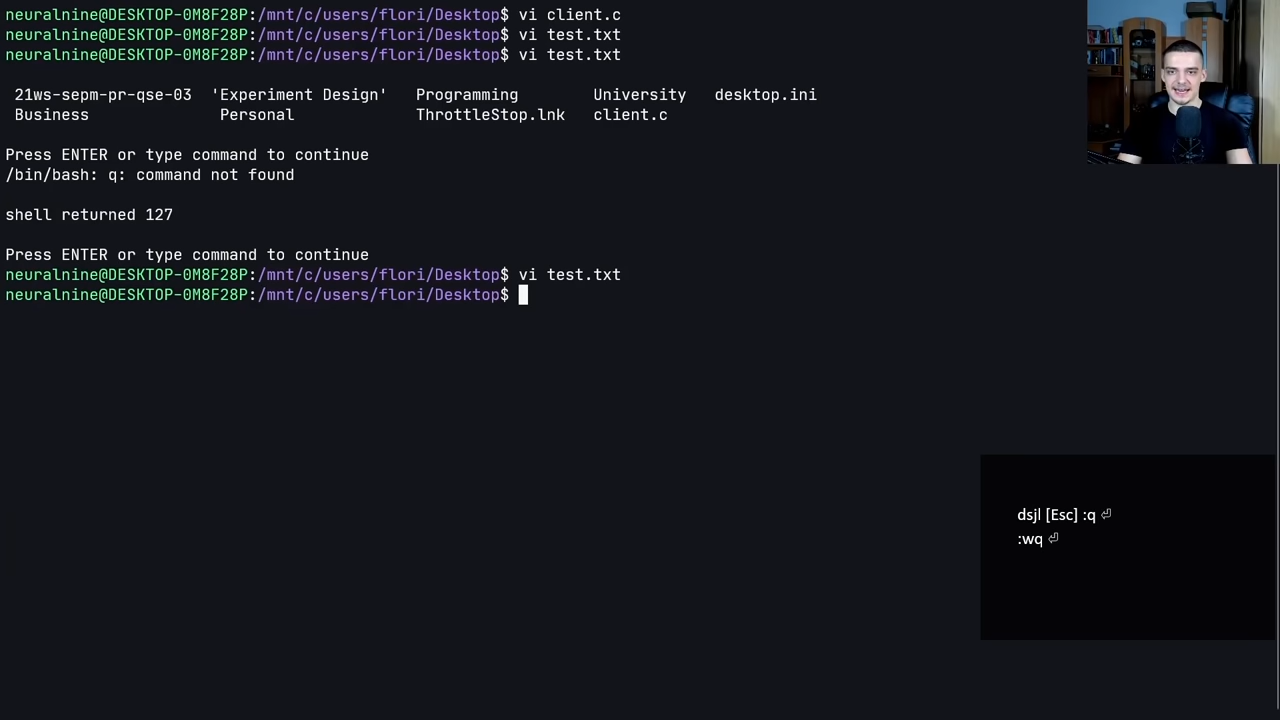 neuralnine@DESKTOP-0M8F28P:/mnt/c/users/flori/Desktop$ vi client.c
neuralnine@DESKTOP-0M8F28P:/mnt/c/users/flori/Desktop$ vi test.txt
neuralnine@DESKTOP-0M8F28P:/mnt/c/users/flori/Desktop$ vi test.txt
21ws-sepm-pr-qse-03 'Experiment Design' Programming University desktop.ini
Business Personal ThrottleStop.lnk client.c
Press ENTER or type command to continue
/bin/bash: q: command not found
shell returned 127
Press ENTER or type command to continue
neuralnine@DESKTOP-0M8F28P:/mnt/c/users/flori/Desktop$ vi test.txt
neuralnine@DESKTOP-0M8F28P:/mnt/c/users/flori/Desktop$
dsjl [Esc] :q ⏎
:wq ⏎